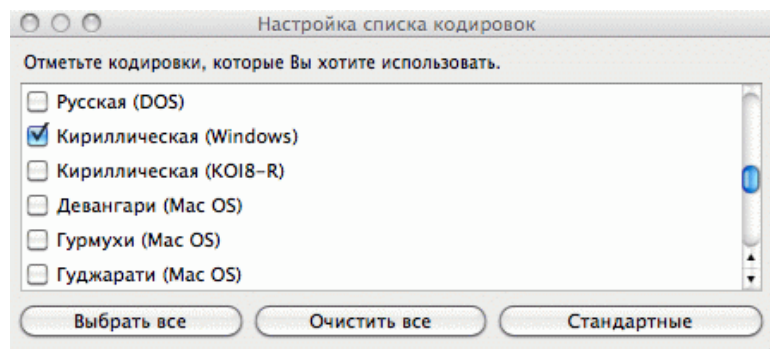 Настройка списка кодировок
Отметьте кодировки, которые Вы хотите использовать.
Русская (DOS)
Кириллическая (Windows)
Кириллическая (KOI8-R)
Девангари (Mac OS)
Гурмухи (Mac OS)
Гуджарати (Mac OS)
Выбрать все Очистить все Стандартные